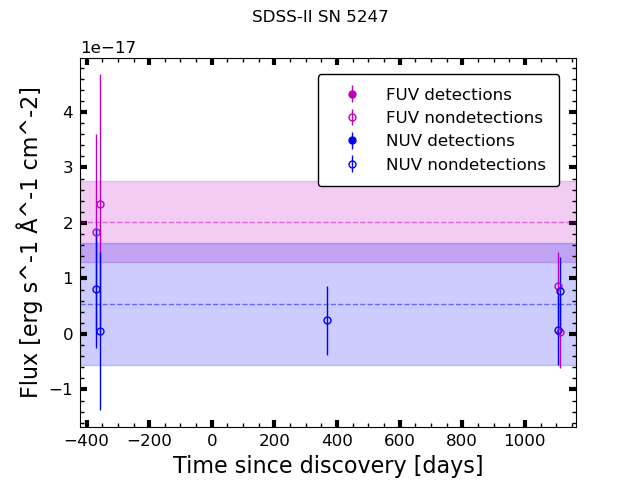 SDSS-II SN 5247
1e−17
FUV detections
FUV nondetections
NUV detections
NUV nondetections
4
3
2
1
0
−1
−400 −200 0 200 400 600 800 1000
Time since discovery [days]
Flux [erg s^-1 Å^-1 cm^-2]